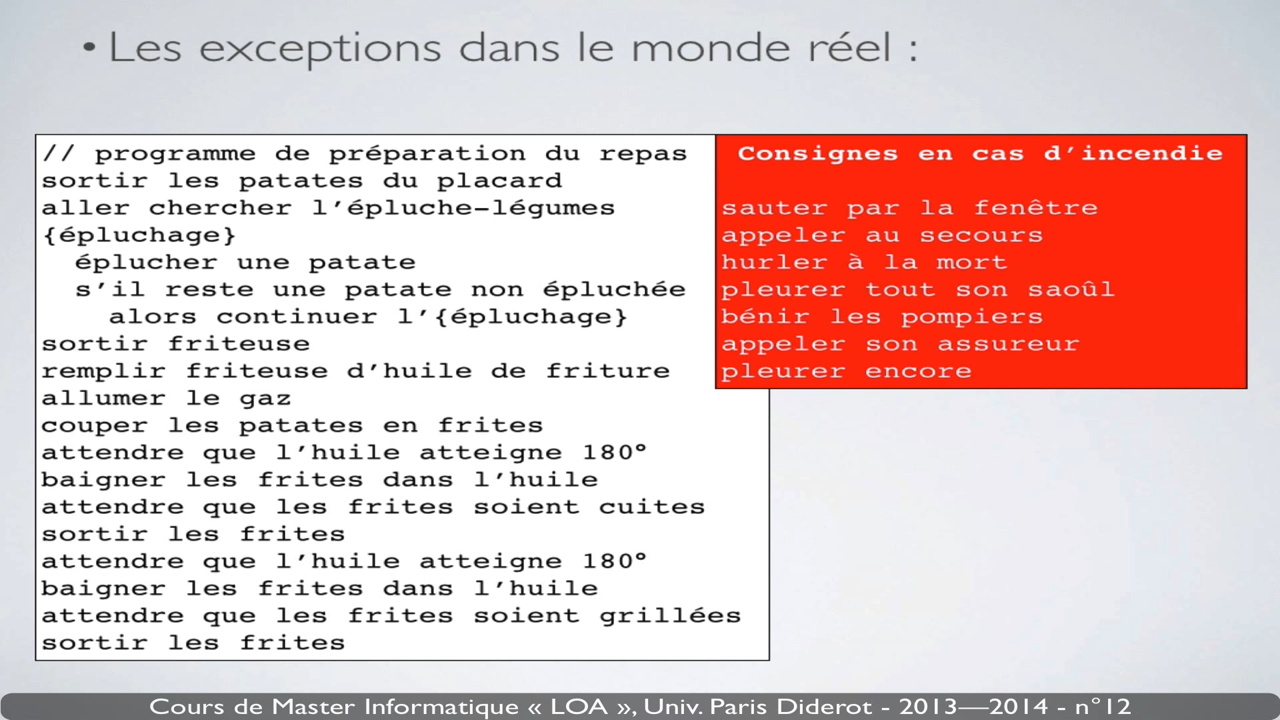 • Les exceptions dans le monde réel :
// programme de préparation du repas
sortir les patates du placard
aller chercher l’épluche-légumes
{épluchage}
éplucher une patate
s’il reste une patate non épluchée
alors continuer l’{épluchage}
sortir friteuse
remplir friteuse d’huile de friture
allumer le gaz
couper les patates en frites
attendre que l’huile atteigne 180°
baigner les frites dans l’huile
attendre que les frites soient cuites
sortir les frites
attendre que l’huile atteigne 180°
baigner les frites dans l’huile
attendre que les frites soient grillées
sortir les frites
Consignes en cas d’incendie
sauter par la fenêtre
appeler au secours
hurler à la mort
pleurer tout son saoûl
bénir les pompiers
appeler son assureur
pleurer encore
Cours de Master Informatique « LOA », Univ. Paris Diderot - 2013—2014 - n°12